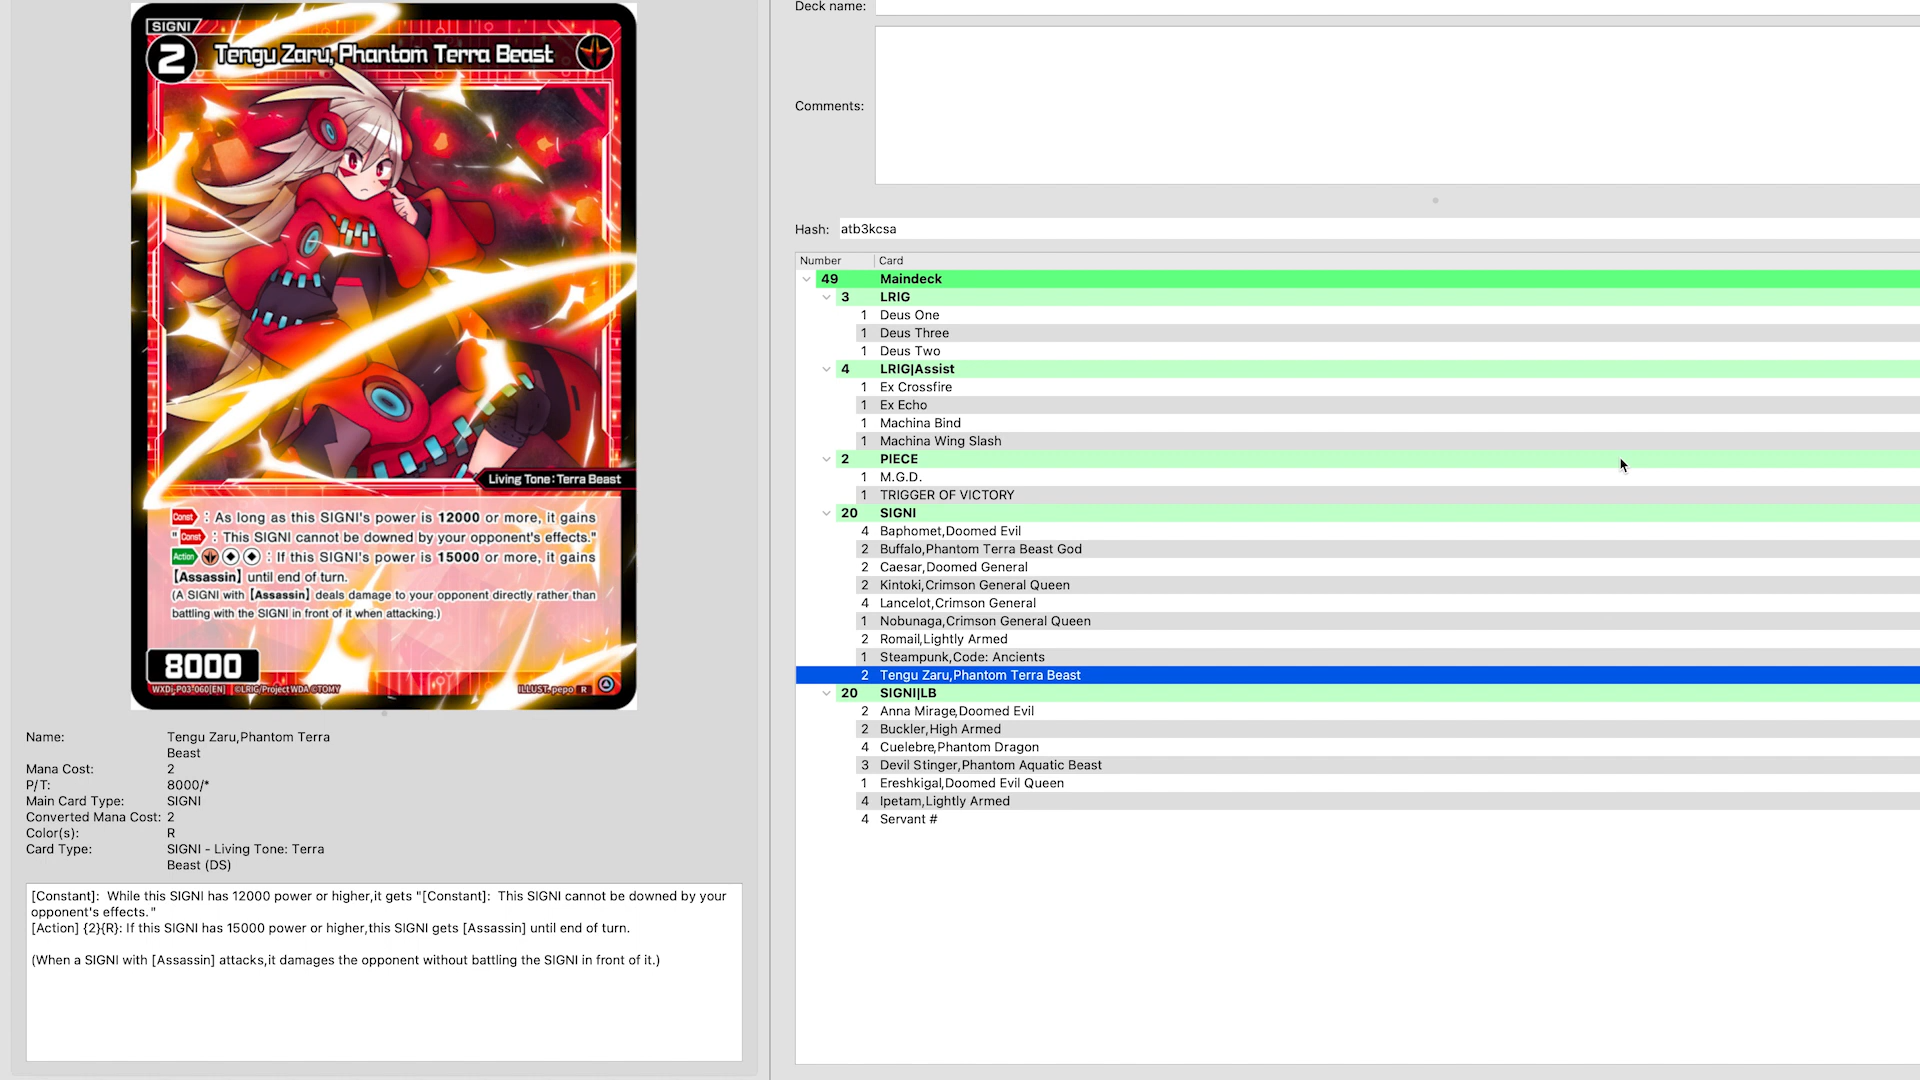 SIGNI
2
Tengu Zaru, Phantom Terra Beast
Living Tone: Terra Beast
Const : As long as this SIGNI's power is 12000 or more, it gains
" Const : This SIGNI cannot be downed by your opponent's effects."
Action : If this SIGNI's power is 15000 or more, it gains
【Assassin】 until end of turn.
(A SIGNI with 【Assassin】 deals damage to your opponent directly rather than
battling with the SIGNI in front of it when attacking.)
8000
WXDi-P03-060[EN] ©LRIG/Project WDA ©TOMY
ILLUST. pepo R
Name: Tengu Zaru,Phantom Terra
Beast
Mana Cost: 2
P/T: 8000/*
Main Card Type: SIGNI
Converted Mana Cost: 2
Color(s): R
Card Type: SIGNI - Living Tone: Terra
Beast (DS)
[Constant]: While this SIGNI has 12000 power or higher,it gets "[Constant]: This SIGNI cannot be downed by your
opponent's effects."
[Action] {2}{R}: If this SIGNI has 15000 power or higher,this SIGNI gets [Assassin] until end of turn.
(When a SIGNI with [Assassin] attacks,it damages the opponent without battling the SIGNI in front of it.)
Deck name:
Comments:
Hash: atb3kcsa
Number Card
49 Maindeck
3 LRIG
1 Deus One
1 Deus Three
1 Deus Two
4 LRIG|Assist
1 Ex Crossfire
1 Ex Echo
1 Machina Bind
1 Machina Wing Slash
2 PIECE
1 M.G.D.
1 TRIGGER OF VICTORY
20 SIGNI
4 Baphomet,Doomed Evil
2 Buffalo,Phantom Terra Beast God
2 Caesar,Doomed General
2 Kintoki,Crimson General Queen
4 Lancelot,Crimson General
1 Nobunaga,Crimson General Queen
2 Romail,Lightly Armed
1 Steampunk,Code: Ancients
2 Tengu Zaru,Phantom Terra Beast
20 SIGNI|LB
2 Anna Mirage,Doomed Evil
2 Buckler,High Armed
4 Cuelebre,Phantom Dragon
3 Devil Stinger,Phantom Aquatic Beast
1 Ereshkigal,Doomed Evil Queen
4 Ipetam,Lightly Armed
4 Servant #